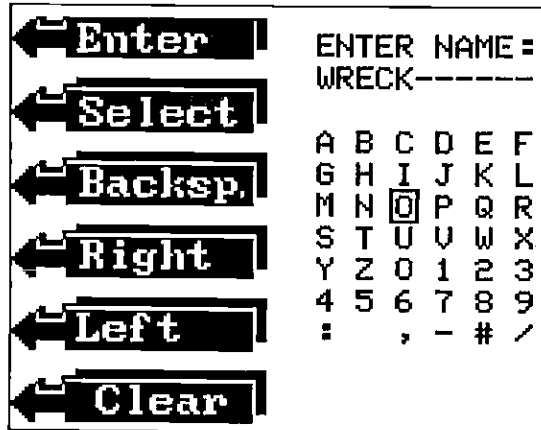 Enter
Select
Backsp.
Right
Left
Clear
ENTER NAME:
WRECK------
A B C D E F
G H I J K L
M N O P Q R
S T U V W X
Y Z 0 1 2 3
4 5 6 7 8 9
: , - # /